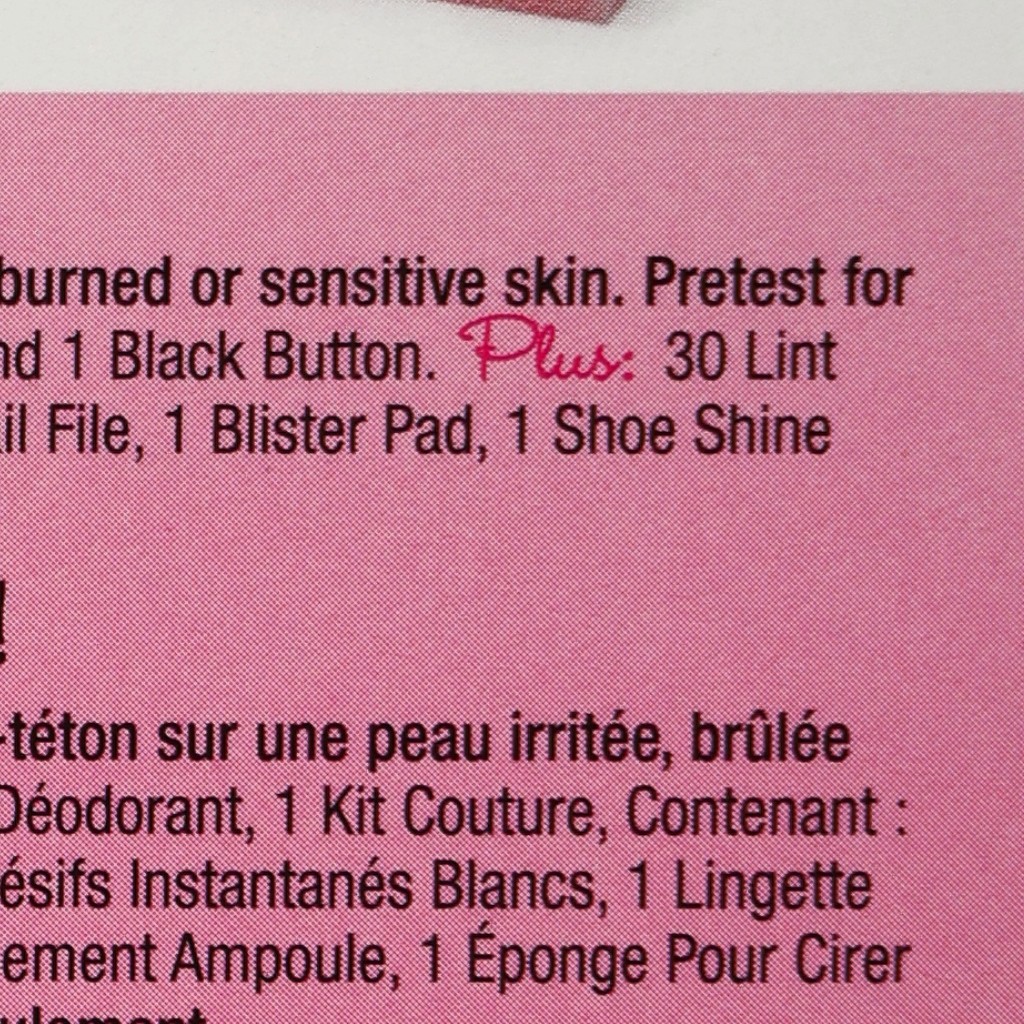 burned or sensitive skin. Pretest for
nd 1 Black Button. Plus: 30 Lint
il File, 1 Blister Pad, 1 Shoe Shine
!
-téton sur une peau irritée, brûlée
Déodorant, 1 Kit Couture, Contenant :
ésifs Instantanés Blancs, 1 Lingette
ement Ampoule, 1 Éponge Pour Cirer